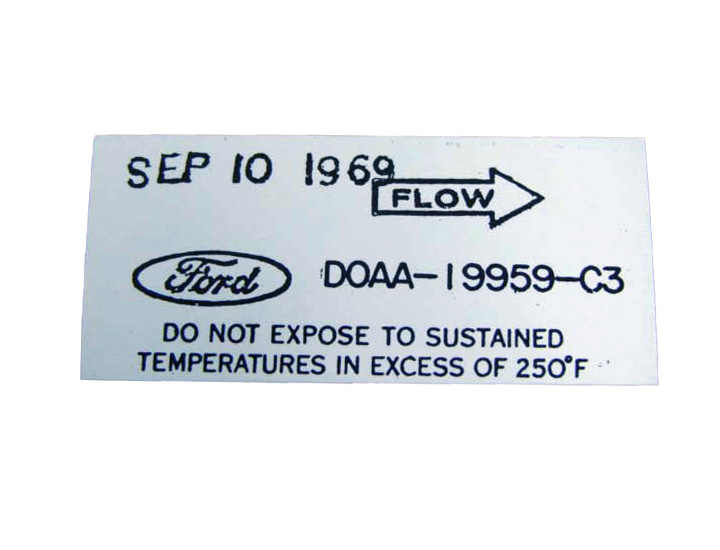 SEP 10 1969
FLOW
Ford DOAA-19959-C3
DO NOT EXPOSE TO SUSTAINED
TEMPERATURES IN EXCESS OF 250°F